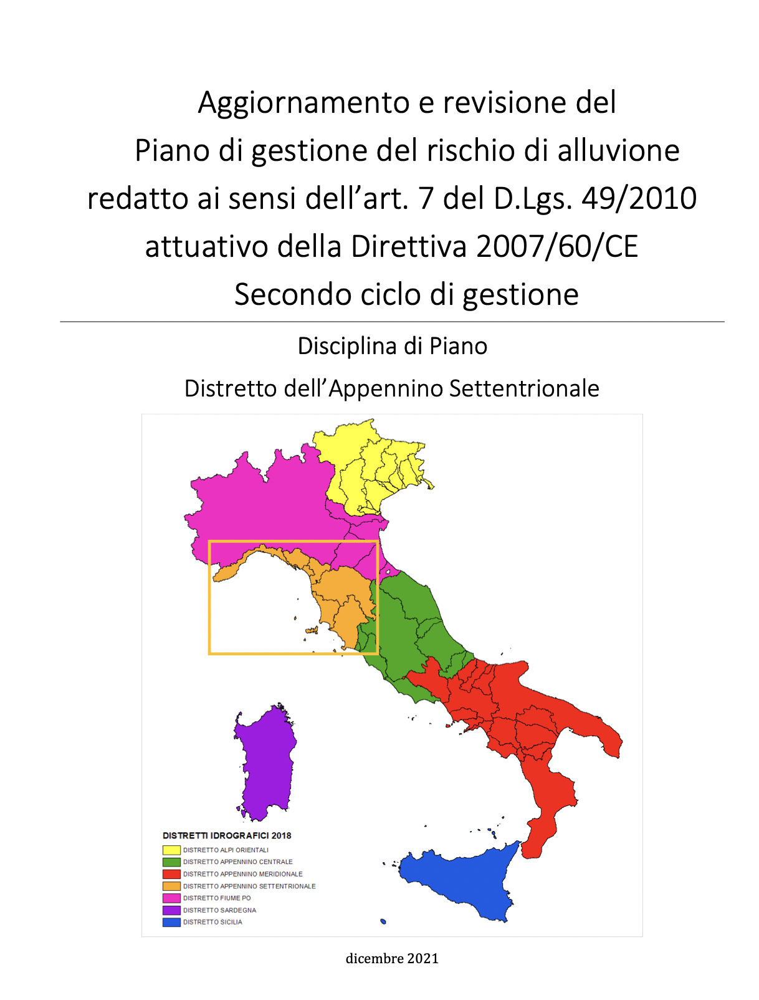 Aggiornamento e revisione del
Piano di gestione del rischio di alluvione
redatto ai sensi dell’art. 7 del D.Lgs. 49/2010
attuativo della Direttiva 2007/60/CE
Secondo ciclo di gestione
Disciplina di Piano
Distretto dell’Appennino Settentrionale
DISTRETTI IDROGRAFICI 2018
DISTRETTO ALPI ORIENTALI
DISTRETTO APPENNINO CENTRALE
DISTRETTO APPENNINO MERIDIONALE
DISTRETTO APPENNINO SETTENTRIONALE
DISTRETTO FIUME PO
DISTRETTO SARDEGNA
DISTRETTO SICILIA
dicembre 2021